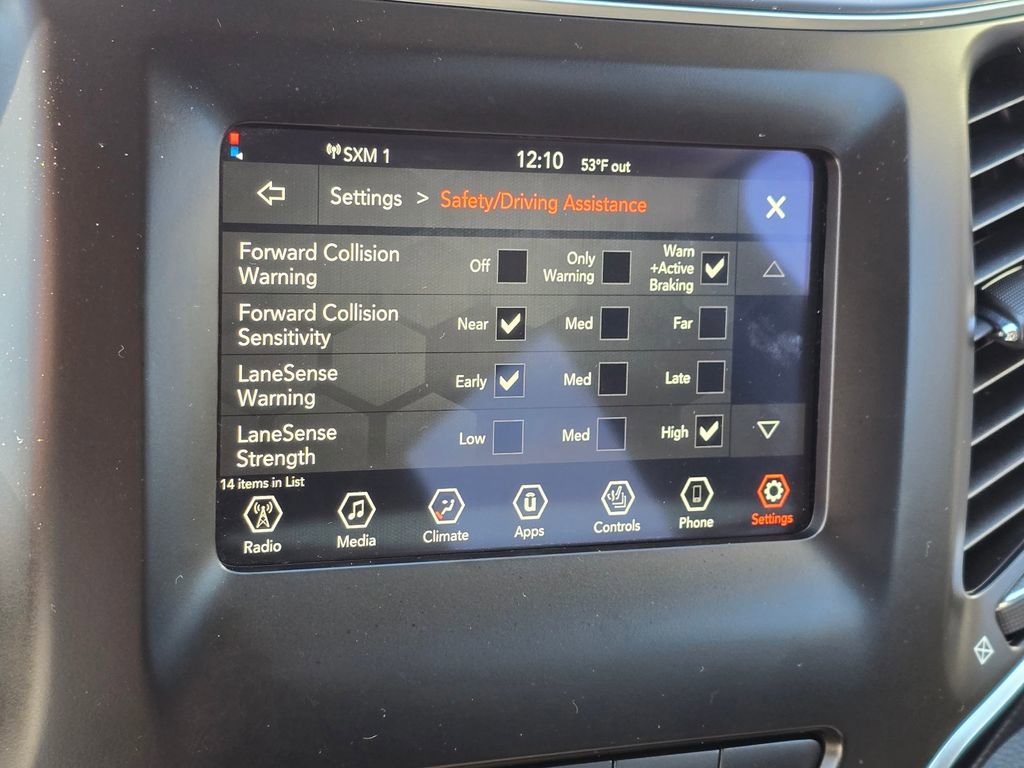 SXM 1 12:10 53°F out
Settings > Safety/Driving Assistance X
Forward Collision
Warning
Off
Only
Warning
Warn
+Active
Braking
Forward Collision
Sensitivity
Near Med Far
LaneSense
Warning
Early Med Late
LaneSense
Strength
Low Med High
14 items in List
Radio Media Climate Apps Controls Phone Settings